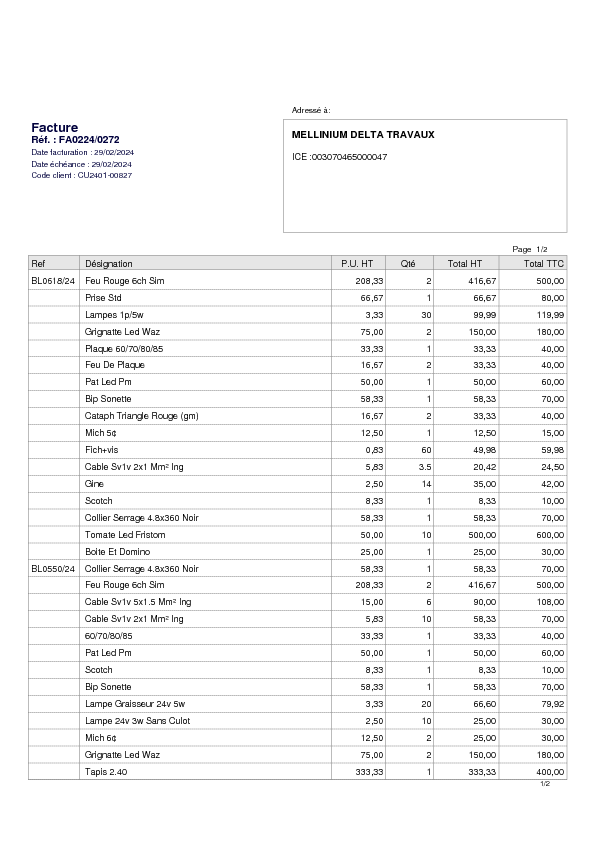 Adressé à:
Facture
Réf. : FA0224/0272
Date facturation : 29/02/2024
Date échéance : 29/02/2024
Code client : CU2401-00827
MELLINIUM DELTA TRAVAUX
ICE :003070465000047
Page 1/2
Ref Désignation P.U. HT Qté Total HT Total TTC
BL0618/24 Feu Rouge 6ch Sim 208,33 2 416,67 500,00
Prise Std 66,67 1 66,67 80,00
Lampes 1p/5w 3,33 30 99,99 119,99
Grignatte Led Waz 75,00 2 150,00 180,00
Plaque 60/70/80/85 33,33 1 33,33 40,00
Feu De Plaque 16,67 2 33,33 40,00
Pat Led Pm 50,00 1 50,00 60,00
Bip Sonette 58,33 1 58,33 70,00
Cataph Triangle Rouge (gm) 16,67 2 33,33 40,00
Mich 5¢ 12,50 1 12,50 15,00
Fich+vis 0,83 60 49,98 59,98
Cable Sv1v 2x1 Mm² Ing 5,83 3.5 20,42 24,50
Gine 2,50 14 35,00 42,00
Scotch 8,33 1 8,33 10,00
Collier Serrage 4.8x360 Noir 58,33 1 58,33 70,00
Tomate Led Fristom 50,00 10 500,00 600,00
Boite Et Domino 25,00 1 25,00 30,00
BL0550/24 Collier Serrage 4.8x360 Noir 58,33 1 58,33 70,00
Feu Rouge 6ch Sim 208,33 2 416,67 500,00
Cable Sv1v 5x1.5 Mm² Ing 15,00 6 90,00 108,00
Cable Sv1v 2x1 Mm² Ing 5,83 10 58,33 70,00
60/70/80/85 33,33 1 33,33 40,00
Pat Led Pm 50,00 1 50,00 60,00
Scotch 8,33 1 8,33 10,00
Bip Sonette 58,33 1 58,33 70,00
Lampe Graisseur 24v 5w 3,33 20 66,60 79,92
Lampe 24v 3w Sans Culot 2,50 10 25,00 30,00
Mich 6¢ 12,50 2 25,00 30,00
Grignatte Led Waz 75,00 2 150,00 180,00
Tapis 2.40 333,33 1 333,33 400,00
1/2